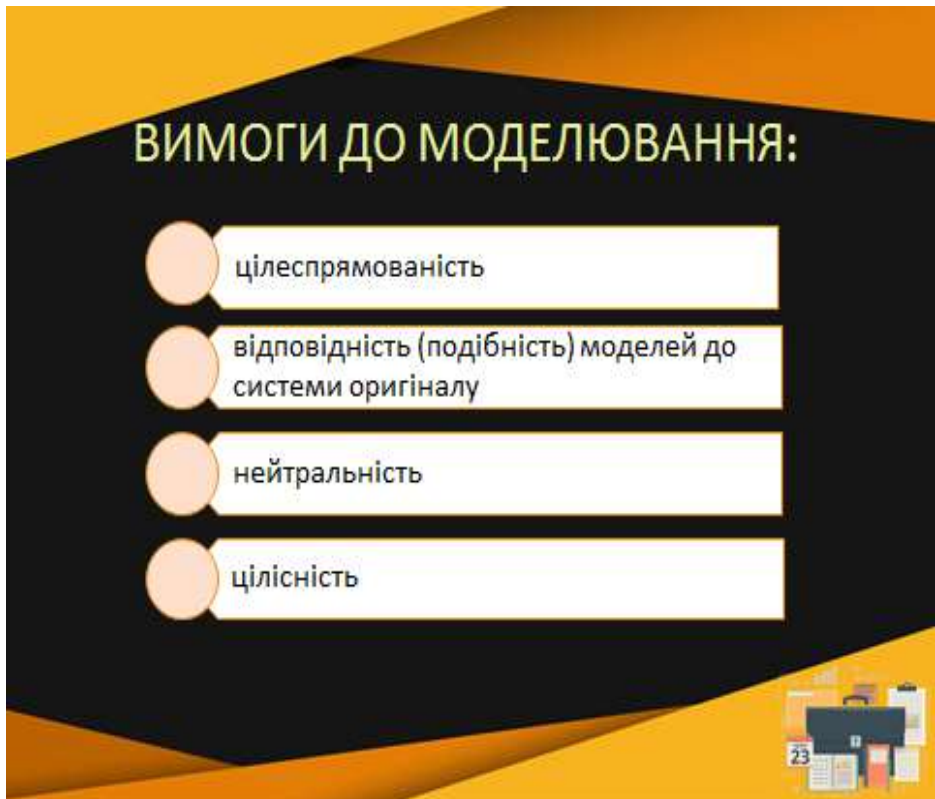 ВИМОГИ ДО МОДЕЛЮВАННЯ:
цілеспрямованість
відповідність (подібність) моделей до
системи оригіналу
нейтральність
цілісність
23